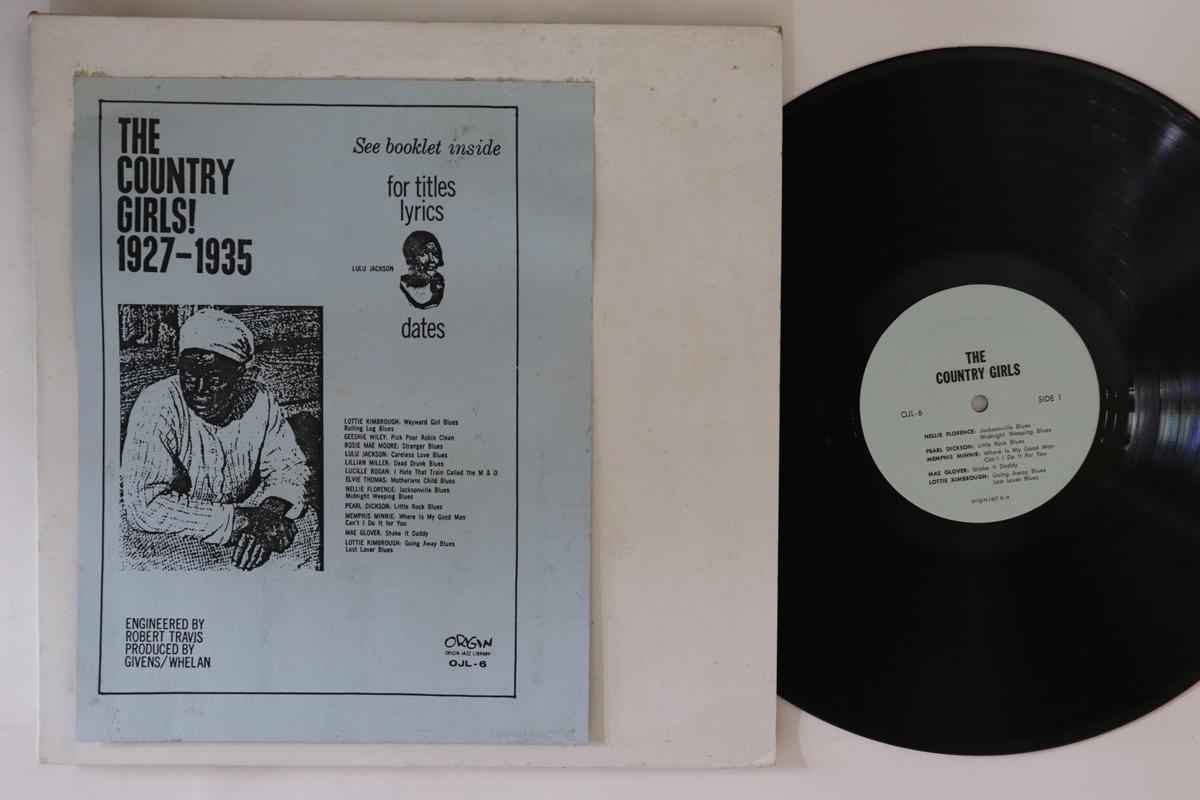 THE
COUNTRY
GIRLS!
1927-1935
See booklet inside
for titles
lyrics
LULU JACKSON
dates
LOTTIE KIMBROUGH: Wayward Girl Blues
Rolling Log Blues
GEESHIE WILEY: Pick Poor Robin Clean
ROSIE MAE MOORE: Stranger Blues
LULU JACKSON: Careless Love Blues
LILLIAN MILLER: Dead Drunk Blues
LUCILLE BOGAN: I Hate That Train Called the M & O
ELVIE THOMAS: Motherless Child Blues
NELLIE FLORENCE: Jacksonville Blues
Midnight Weeping Blues
PEARL DICKSON: Little Rock Blues
MEMPHIS MINNIE: Where Is My Good Man
Can't I Do It for You
MAE GLOVER: Shake It Daddy
LOTTIE KIMBROUGH: Going Away Blues
Lost Lover Blues
ENGINEERED BY
ROBERT TRAVIS
PRODUCED BY
GIVENS/WHELAN
ORIGIN
ORIGIN JAZZ LIBRARY
OJL-6
THE
COUNTRY GIRLS
OJL-6
SIDE 1
NELLIE FLORENCE: Jacksonville Blues
Midnight Weeping Blues
PEARL DICKSON: Little Rock Blues
MEMPHIS MINNIE: Where Is My Good Man
Can't I Do It For You
MAE GLOVER: Shake It Daddy
LOTTIE KIMBROUGH: Going Away Blues
Lost Lover Blues